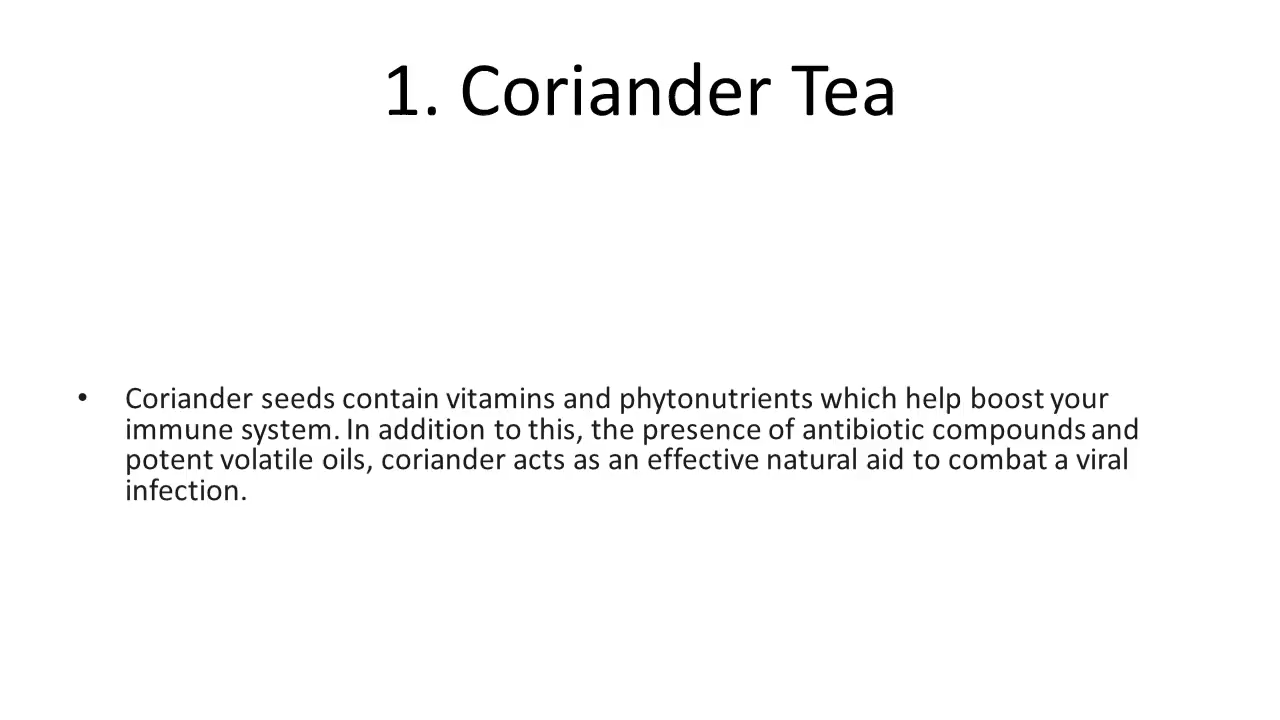 1. Coriander Tea
• Coriander seeds contain vitamins and phytonutrients which help boost your
immune system. In addition to this, the presence of antibiotic compounds and
potent volatile oils, coriander acts as an effective natural aid to combat a viral
infection.